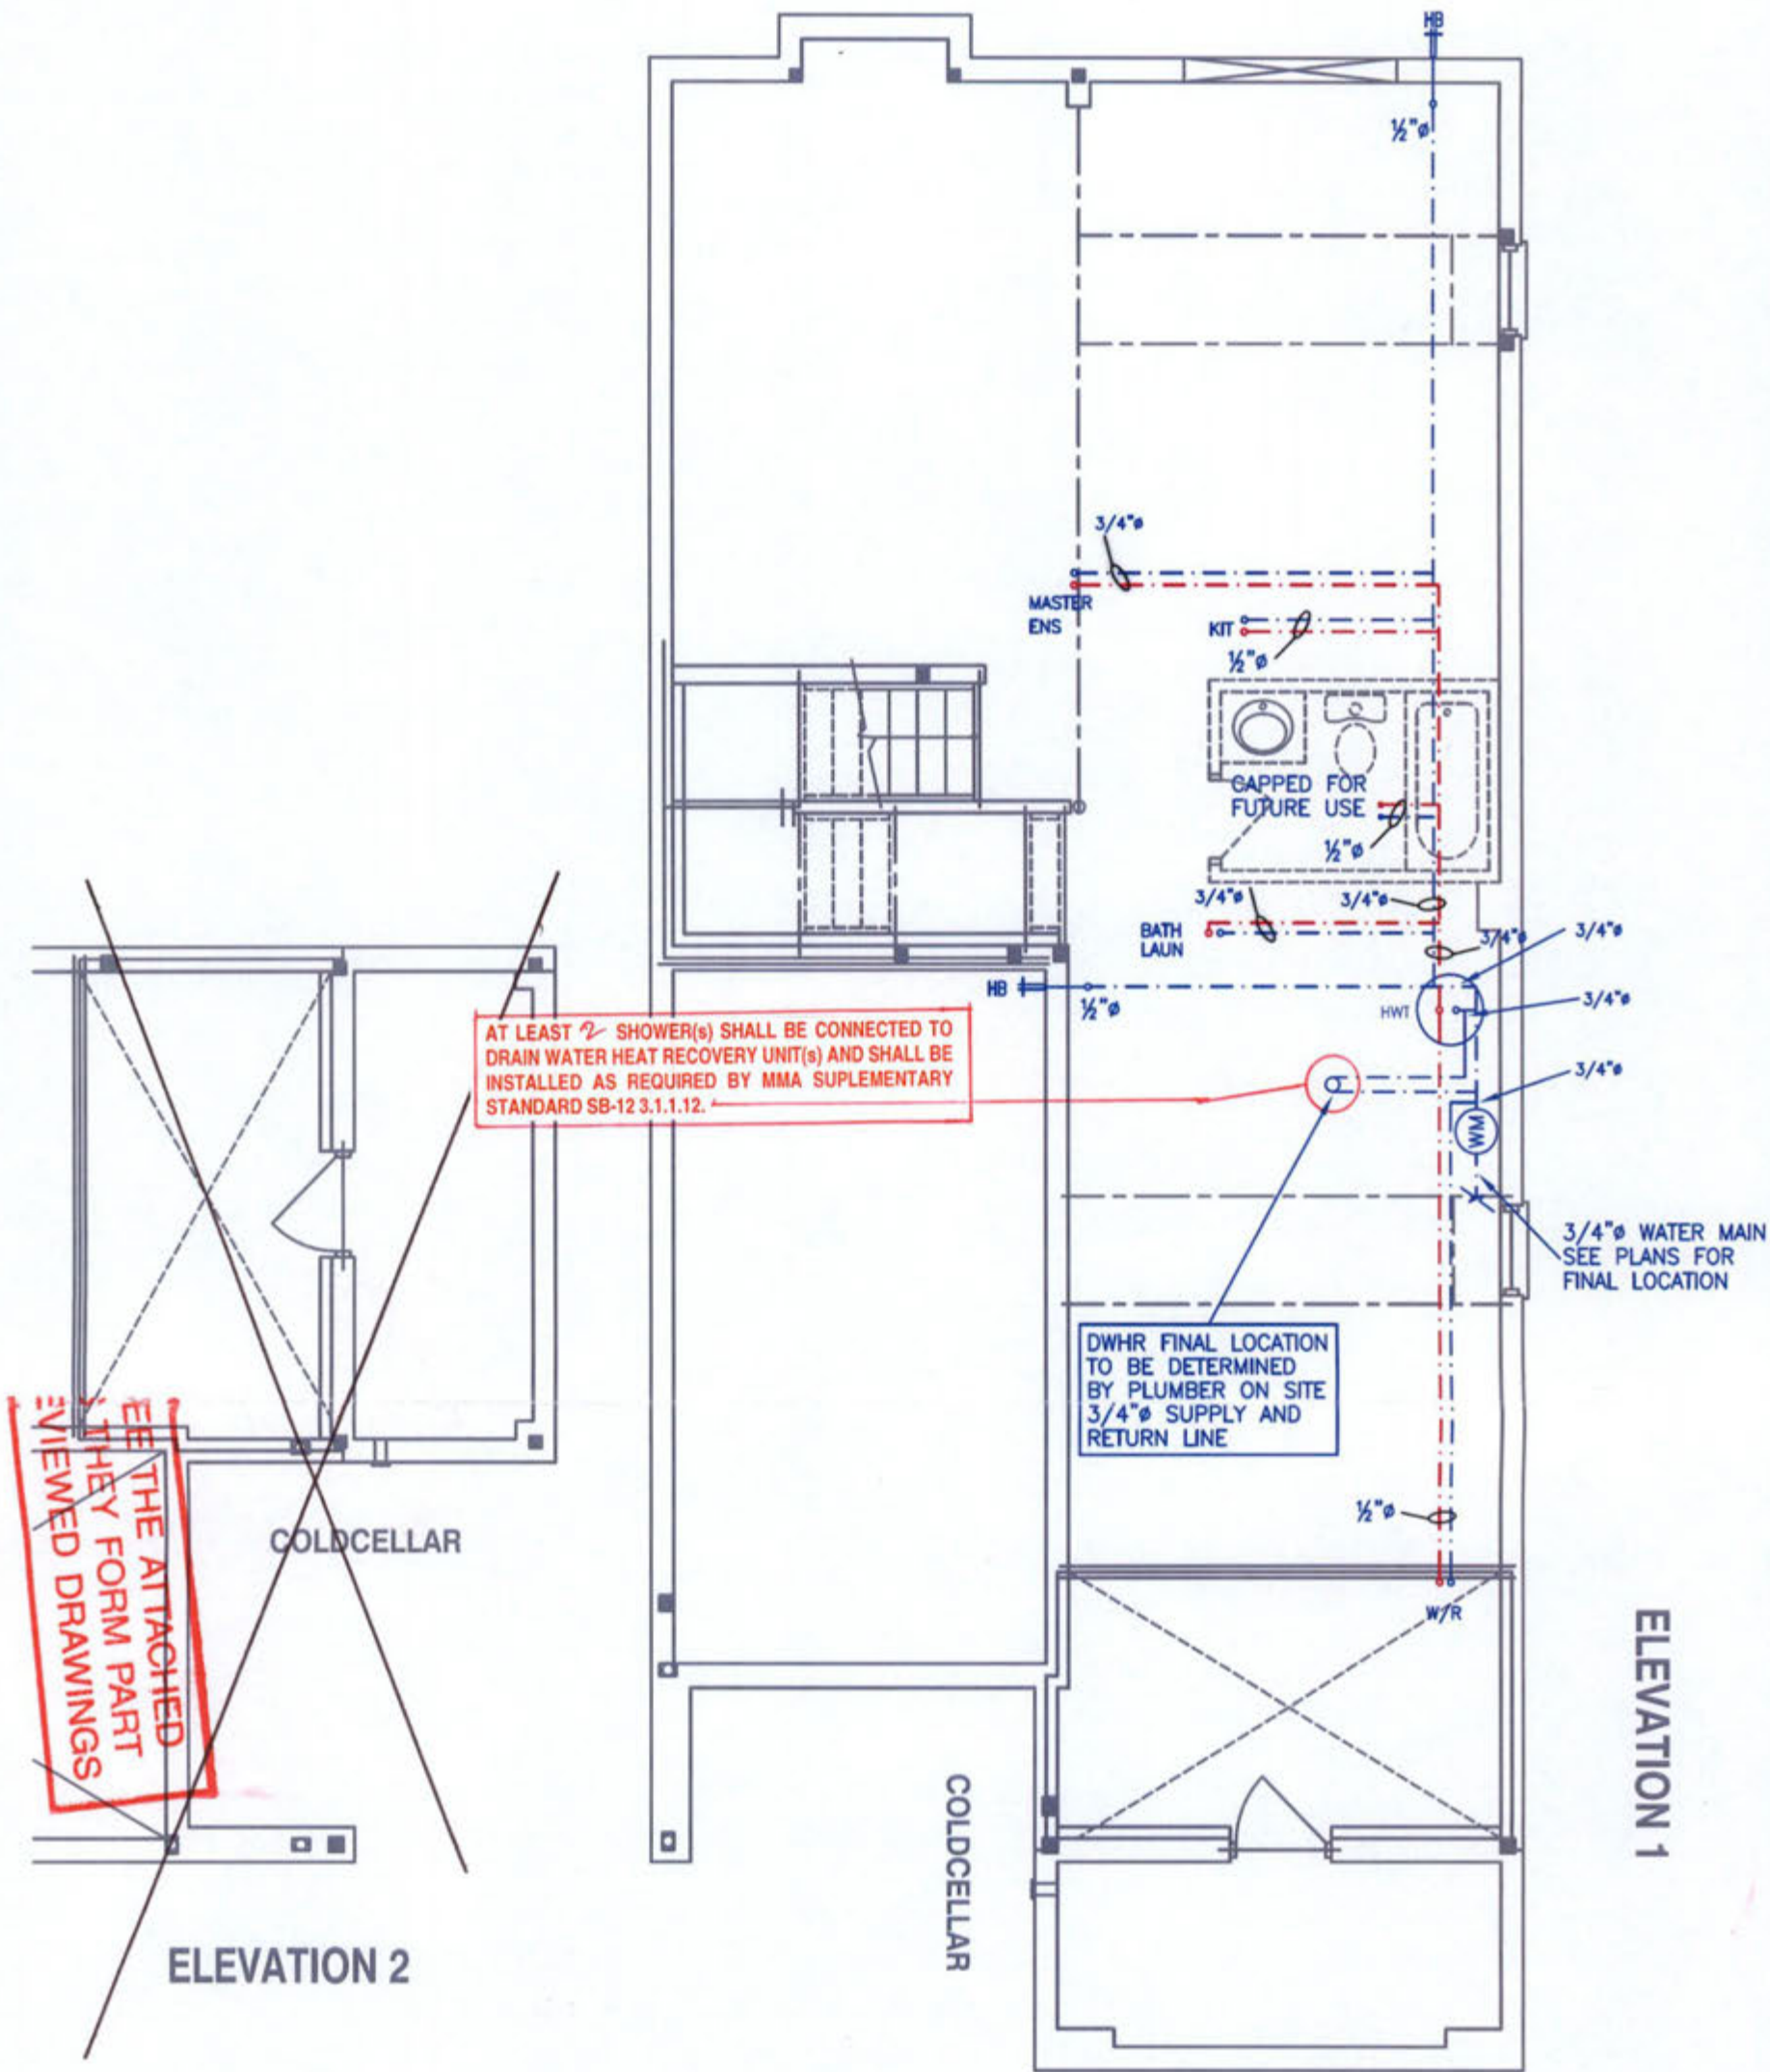 HB
½"ø
3/4"ø
MASTER
ENS
KIT
½"ø
CAPPED FOR
FUTURE USE
½"ø
3/4"ø
3/4"ø
BATH
LAUN
3/4"ø
3/4"ø
HB
½"ø
HWT
3/4"ø
AT LEAST 2 SHOWER(s) SHALL BE CONNECTED TO
DRAIN WATER HEAT RECOVERY UNIT(s) AND SHALL BE
INSTALLED AS REQUIRED BY MMA SUPLEMENTARY
STANDARD SB-12 3.1.1.12.
3/4"ø
WM
3/4"ø WATER MAIN
SEE PLANS FOR
FINAL LOCATION
DWHR FINAL LOCATION
TO BE DETERMINED
BY PLUMBER ON SITE
3/4"ø SUPPLY AND
RETURN LINE
½"ø
W/R
EE THE ATTACHED
THEY FORM PART
EVIEWED DRAWINGS
COLDCELLAR
ELEVATION 2
COLDCELLAR
ELEVATION 1